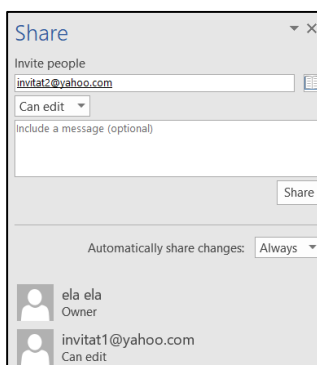 Share
Invite people
invitat2@yahoo.com
Can edit
Include a message (optional)
Share
Automatically share changes: Always
ela ela
Owner
invitat1@yahoo.com
Can edit